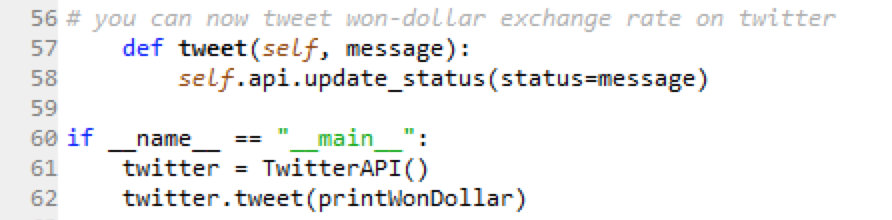 56 # you can now tweet won-dollar exchange rate on twitter
57 def tweet(self, message):
58 self.api.update_status(status=message)
59
60 if __name__ == "__main__":
61 twitter = TwitterAPI()
62 twitter.tweet(printWonDollar)